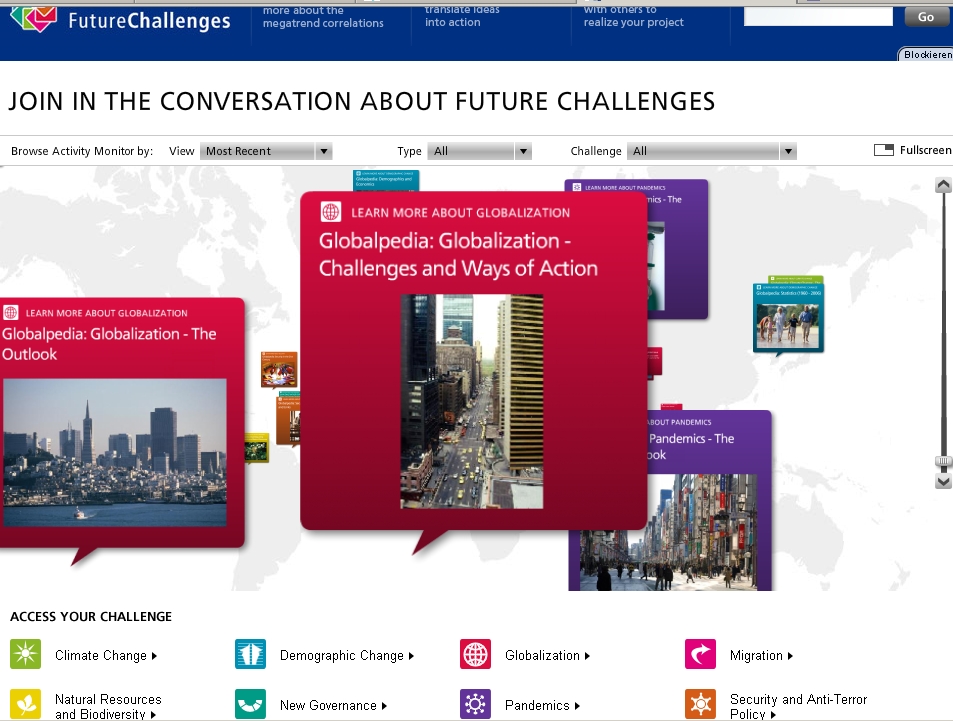 FutureChallenges
more about the
megatrend correlations
translate ideas
into action
with others to
realize your project
Go
Blockieren
JOIN IN THE CONVERSATION ABOUT FUTURE CHALLENGES
Browse Activity Monitor by: View Most Recent Type All Challenge All Fullscreen
Globalpedia: Demographics and
Economics
LEARN MORE ABOUT GLOBALIZATION
Globalpedia: Globalization -
Challenges and Ways of Action
LEARN MORE ABOUT PANDEMICS
mics - The
Globalpedia: Statistics (1960 - 2006)
LEARN MORE ABOUT GLOBALIZATION
Globalpedia: Globalization - The
Outlook
ABOUT PANDEMICS
Pandemics - The
ook
ACCESS YOUR CHALLENGE
Climate Change
Demographic Change
Globalization
Migration
Natural Resources
and Biodiversity
New Governance
Pandemics
Security and Anti-Terror
Policy